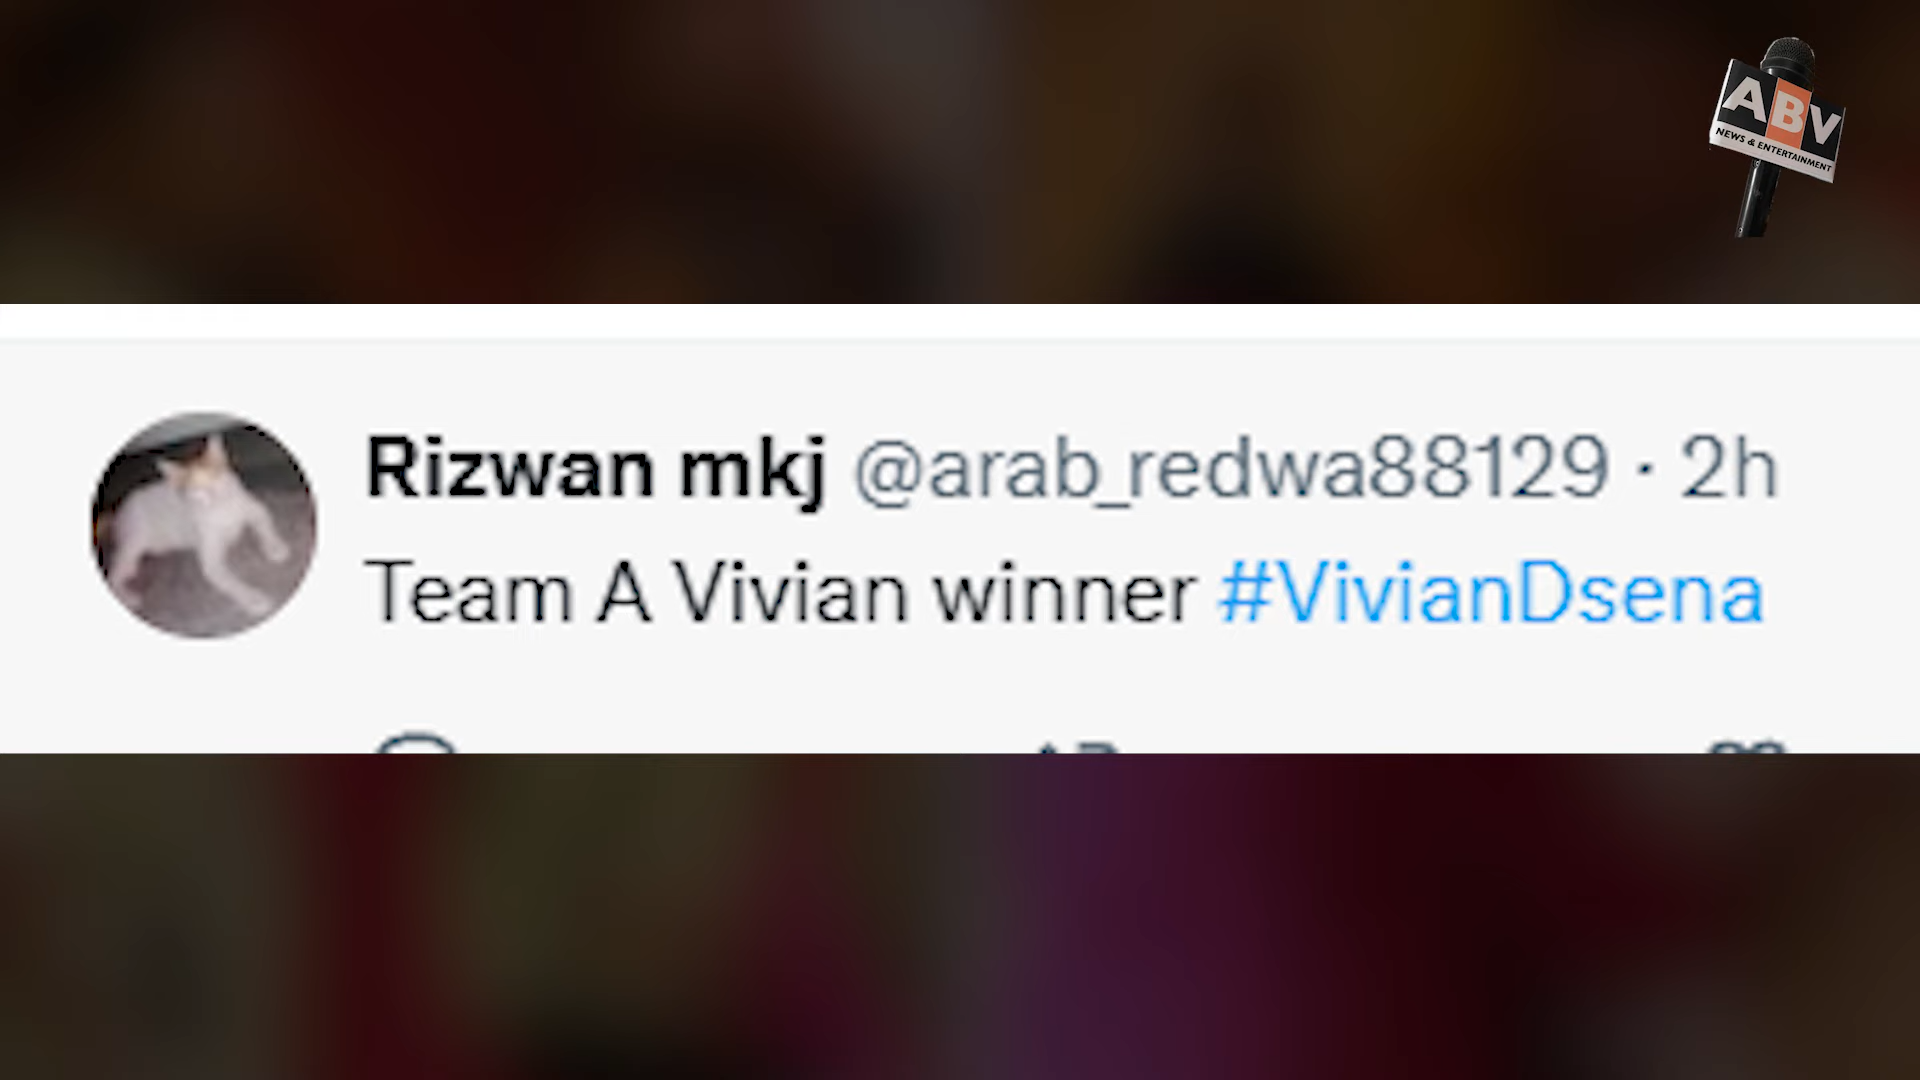 ABV
NEWS & ENTERTAINMENT
Rizwan mkj @arab_redwa88129 · 2h
Team A Vivian winner #VivianDsena